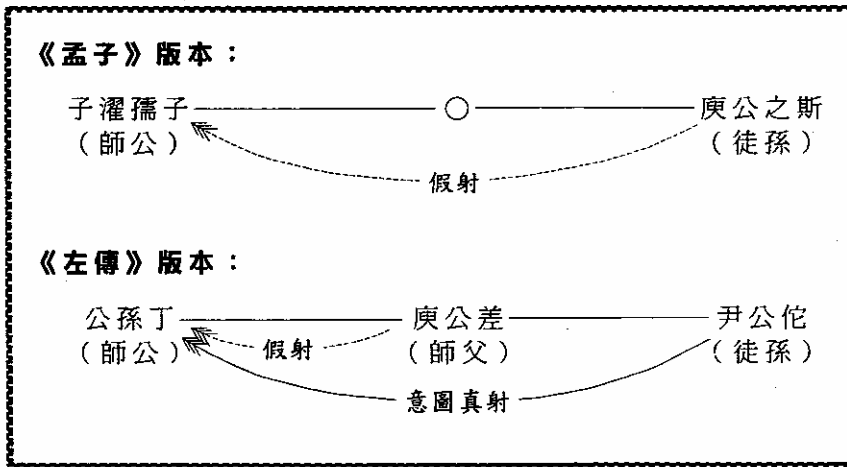 《孟子》版本：
子濯孺子 庾公之斯
（師公） （徒孫）
假射
《左傳》版本：
公孫丁 庾公差 尹公佗
（師公） 假射 （師父） （徒孫）
意圖真射